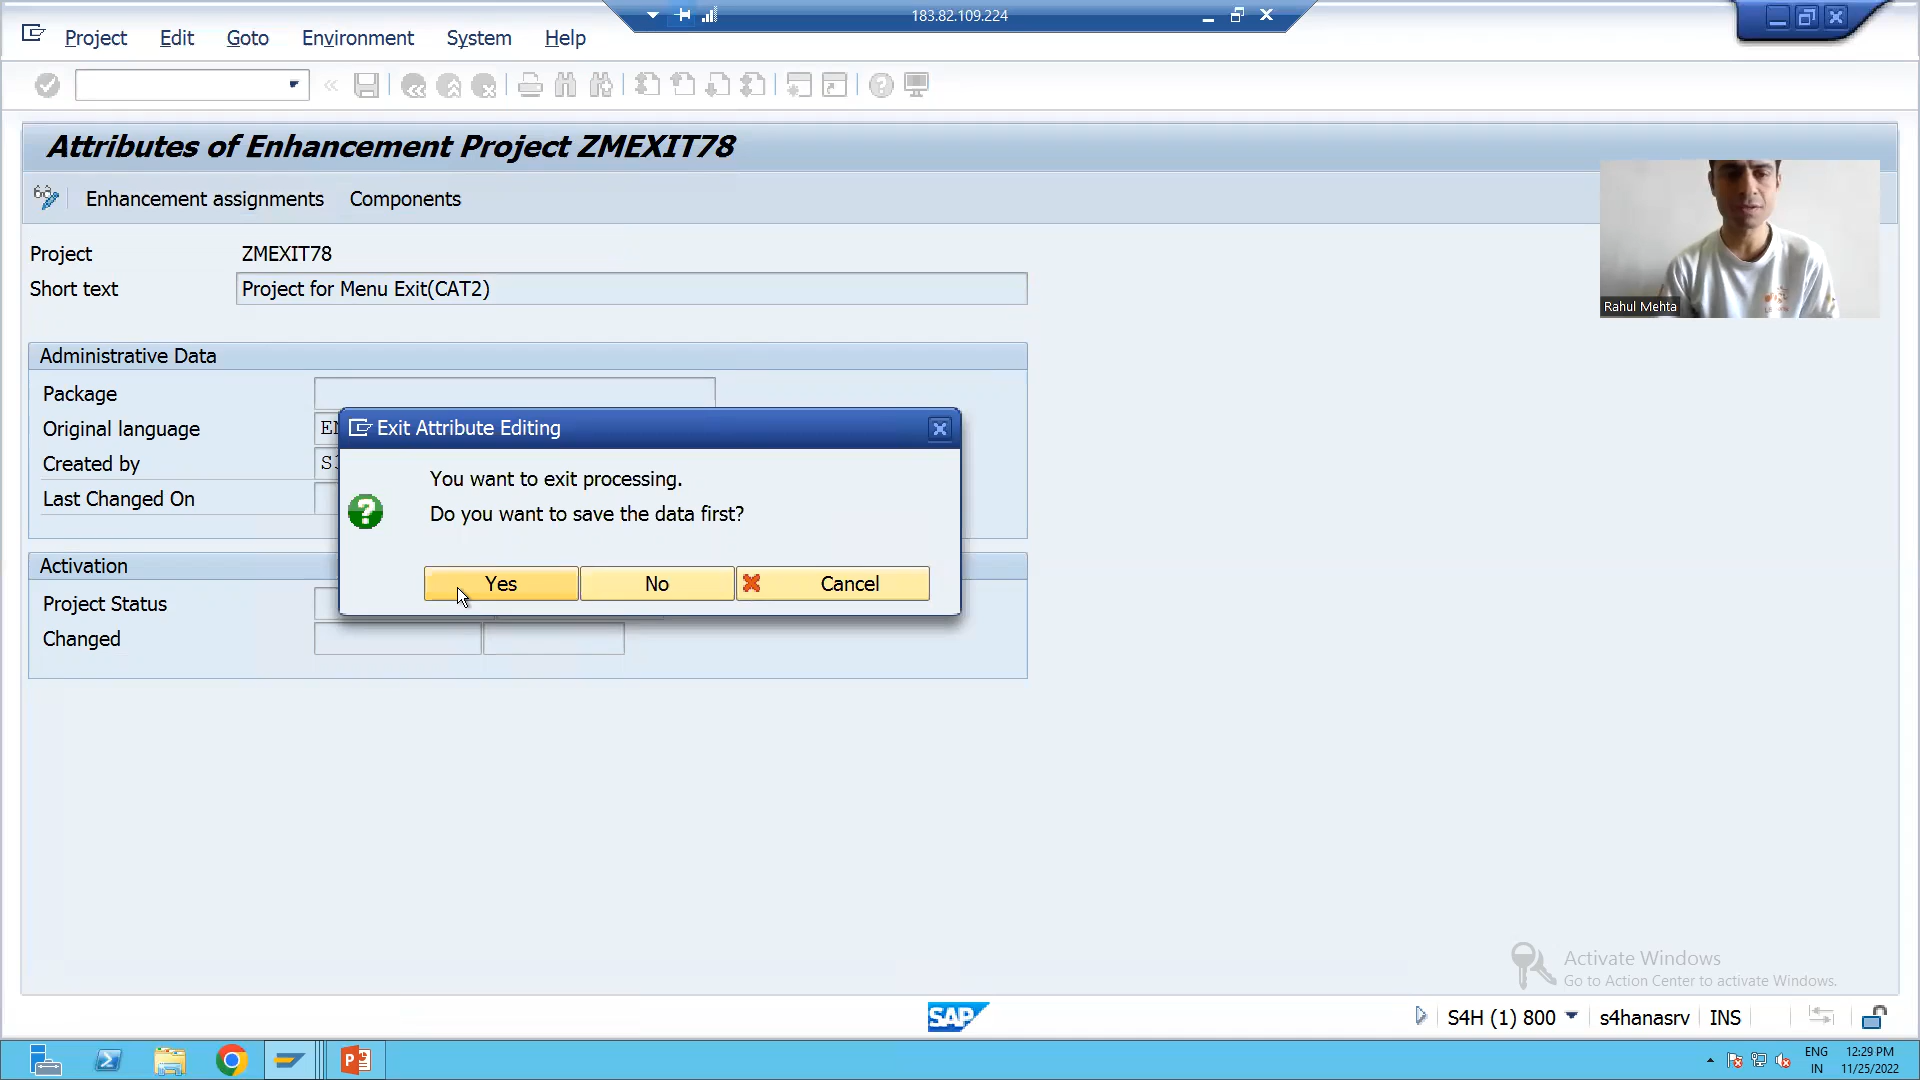 183.82.109.224
Project Edit Goto Environment System Help
Attributes of Enhancement Project ZMEXIT78
Enhancement assignments Components
Project ZMEXIT78
Short text Project for Menu Exit(CAT2)
Rahul Mehta
Administrative Data
Package
Original language
Created by
Last Changed On
Exit Attribute Editing
You want to exit processing.
Do you want to save the data first?
Yes No Cancel
Activation
Project Status
Changed
Activate Windows
Go to Action Center to activate Windows.
SAP
S4H (1) 800 s4hanasrv INS
ENG 12:29 PM
IN 11/25/2022